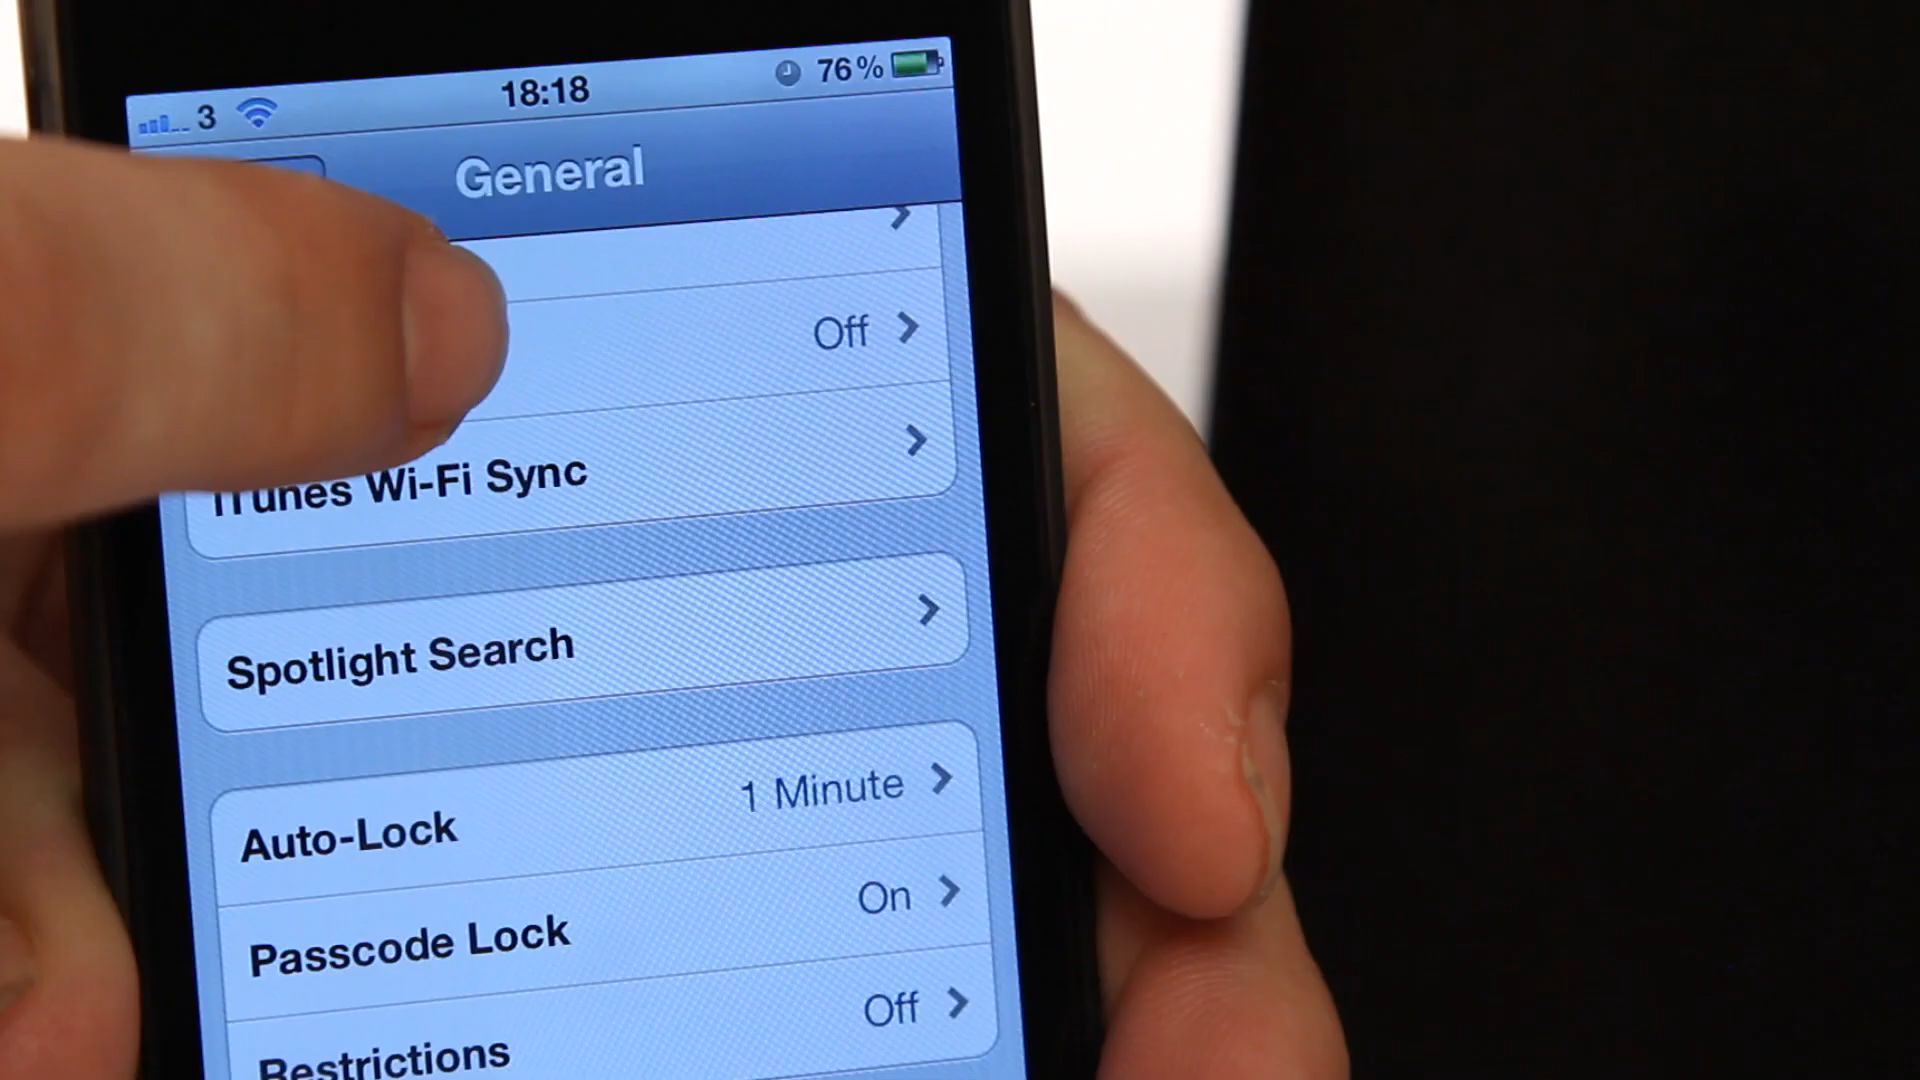 3 18:18 76%
General
Off
iTunes Wi-Fi Sync
Spotlight Search
Auto-Lock 1 Minute
Passcode Lock On
Restrictions Off